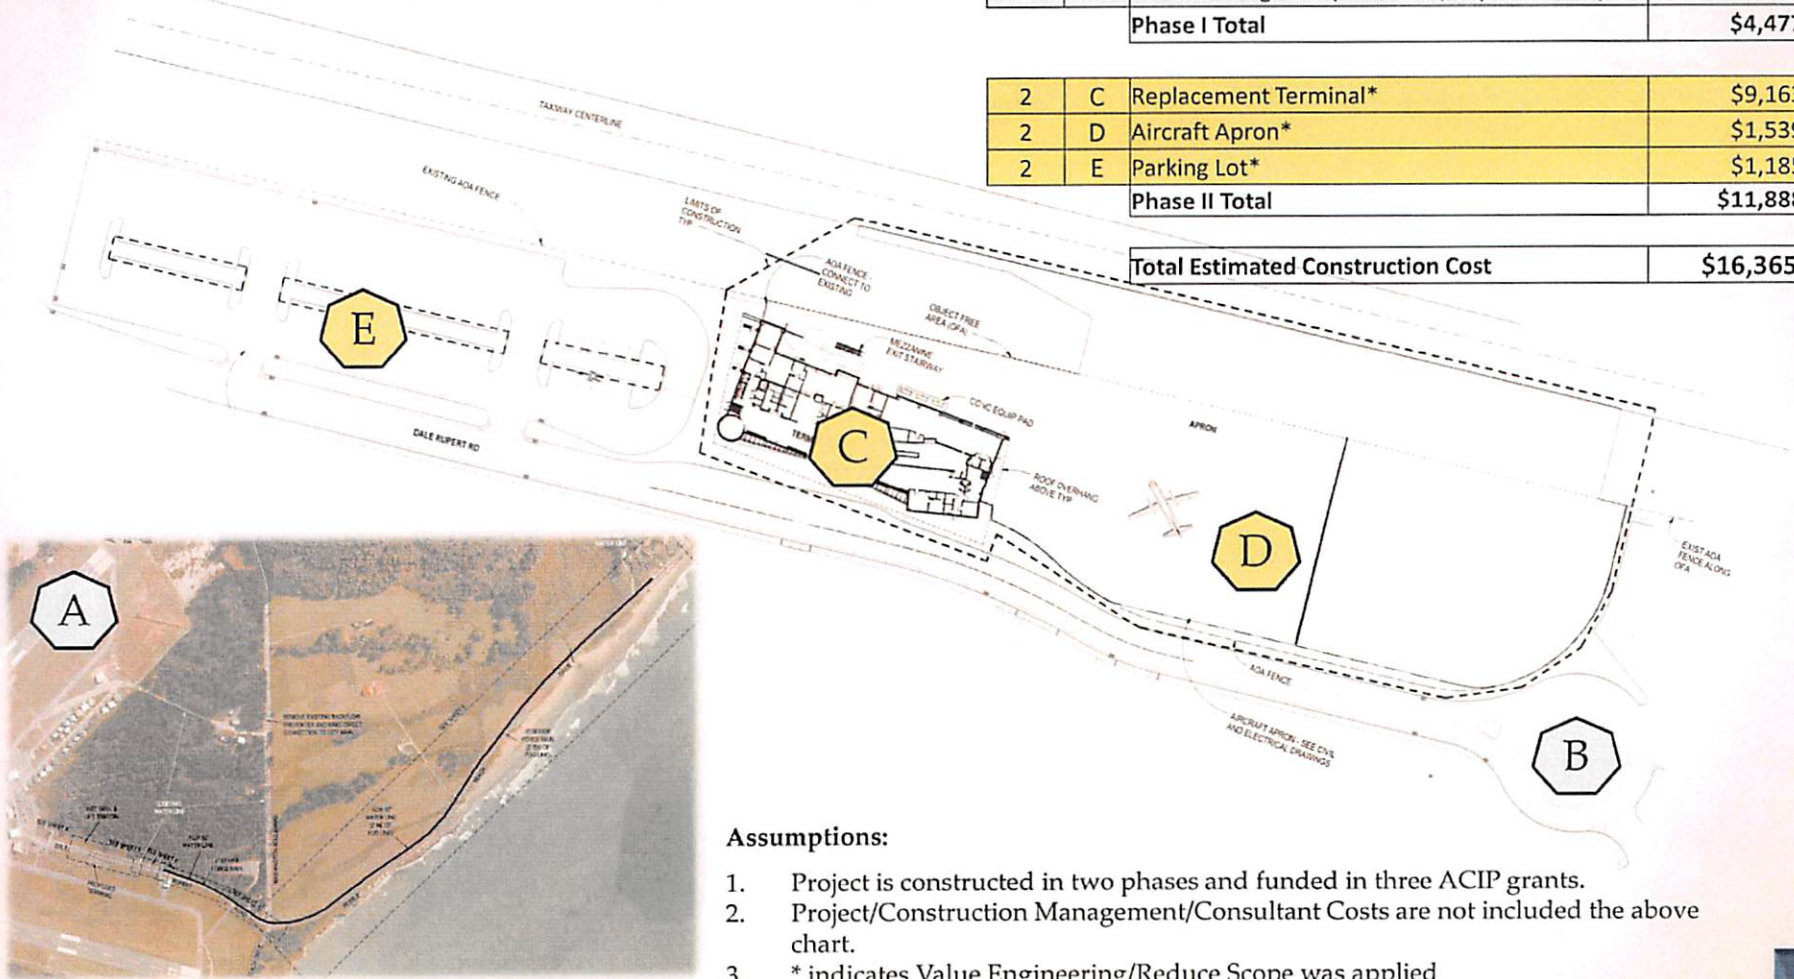 Phase I Total $4,47
2 C Replacement Terminal* $9,16
2 D Aircraft Apron* $1,53
2 E Parking Lot* $1,18
Phase II Total $11,88
Total Estimated Construction Cost $16,365
TAXIWAY CENTERLINE
EXISTING AOA FENCE
LIMITS OF
CONSTRUCTION
TYP
AOA FENCE -
CONNECT TO
EXISTING
OBJECT FREE
AREA (OFA)
MEZZANINE
EXIT STAIRWAY
E
CCVC EQUIP PAD
DALE RUPERT RD
C
APRON
ROOF OVERHANG
ABOVE TYP
D
EXIST AOA
FENCE ALONG
OFA
A
AOA FENCE
AIRCRAFT APRON - SEE CIVIL
AND ELECTRICAL DRAWINGS
B
Assumptions:
1. Project is constructed in two phases and funded in three ACIP grants.
2. Project/Construction Management/Consultant Costs are not included the above
chart.
3. * indicates Value Engineering/Reduce Scope was applied